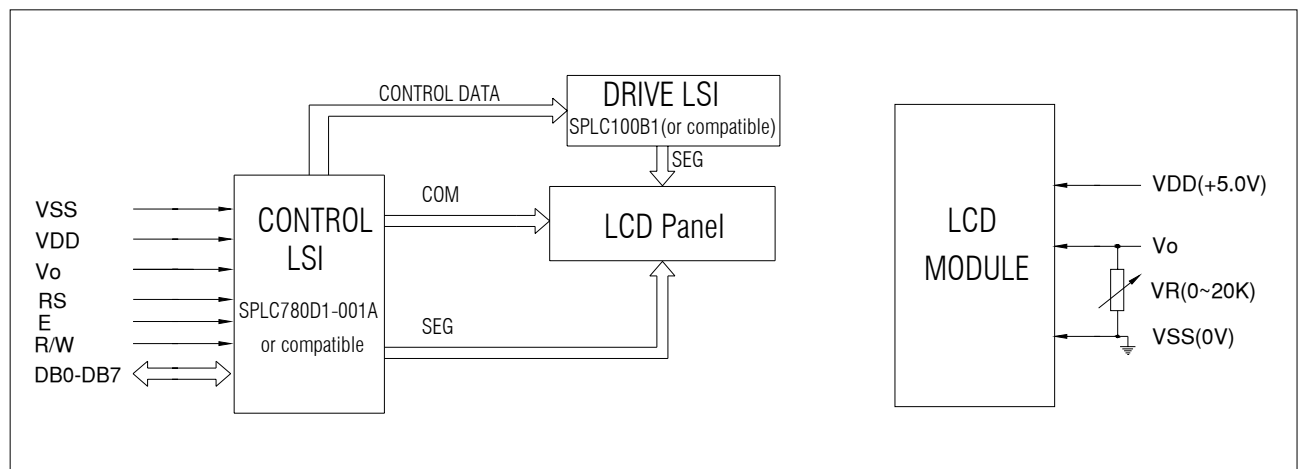 CONTROL DATA
DRIVE LSI
SPLC100B1(or compatible)
SEG
VSS
VDD
Vo
RS
E
R/W
DB0-DB7
CONTROL
LSI
SPLC780D1-001A
or compatible
COM
SEG
LCD Panel
LCD
MODULE
VDD(+5.0V)
Vo
VR(0~20K)
VSS(0V)